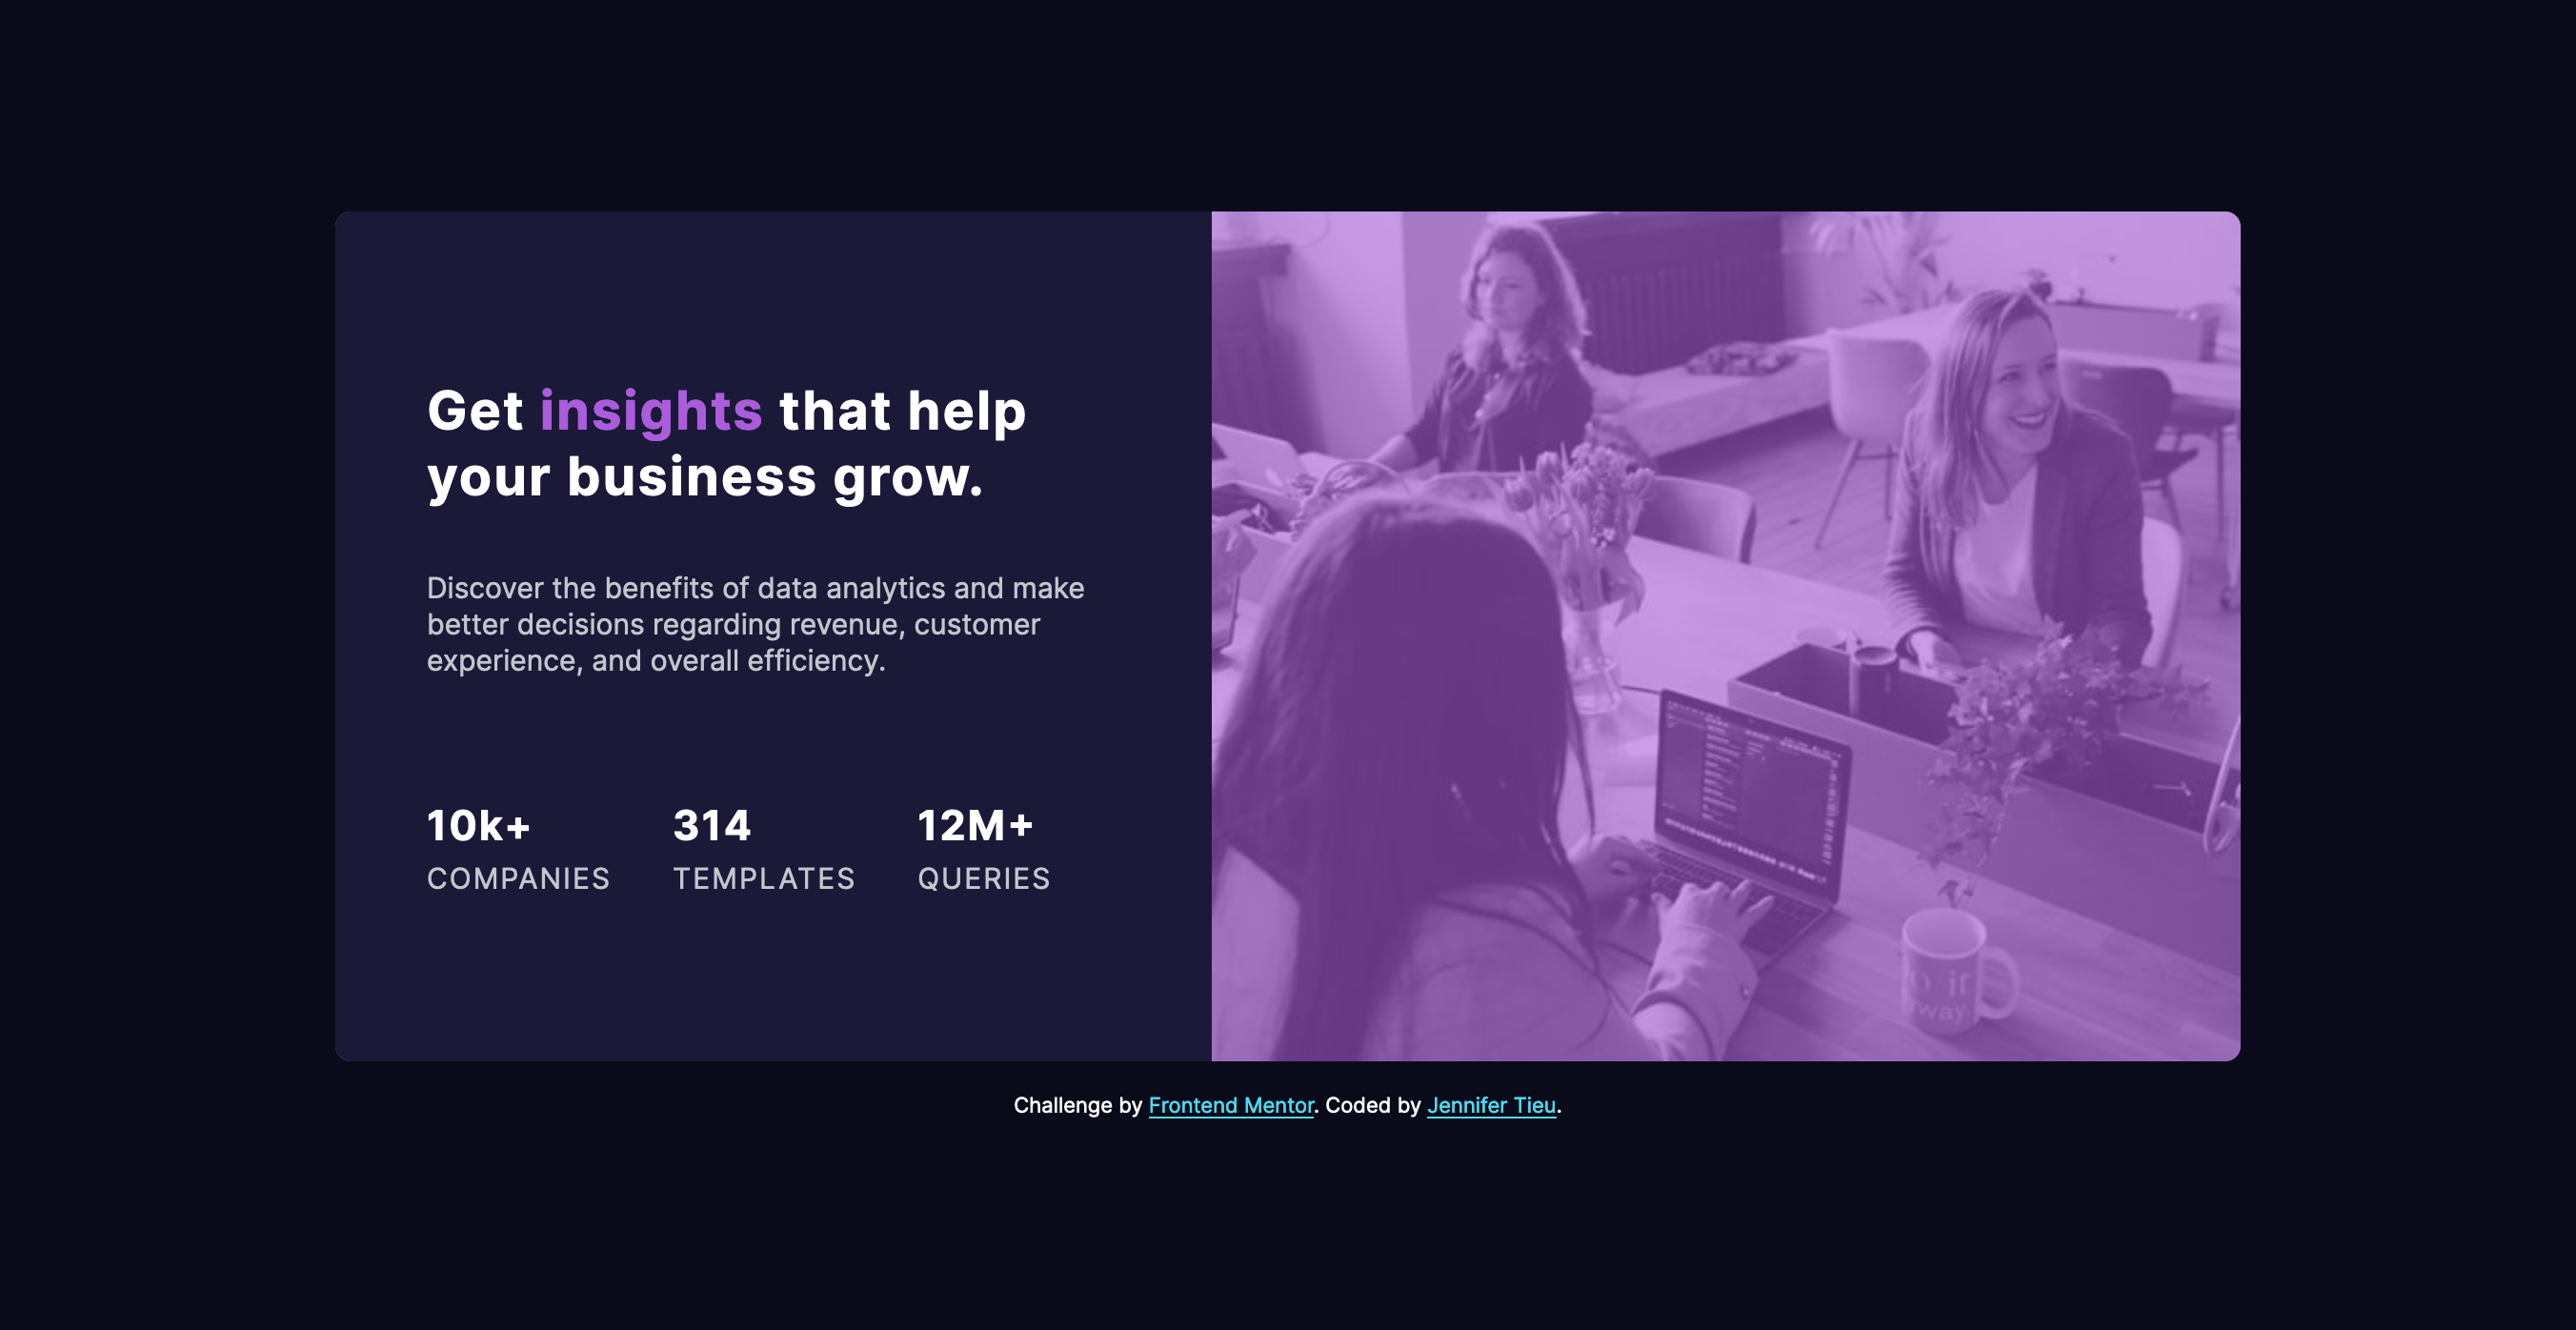 Get insights that help
your business grow.
Discover the benefits of data analytics and make
better decisions regarding revenue, customer
experience, and overall efficiency.
10k+
314
12M+
COMPANIES
TEMPLATES
QUERIES
if
way
Challenge by Frontend Mentor. Coded by Jennifer Tieu.